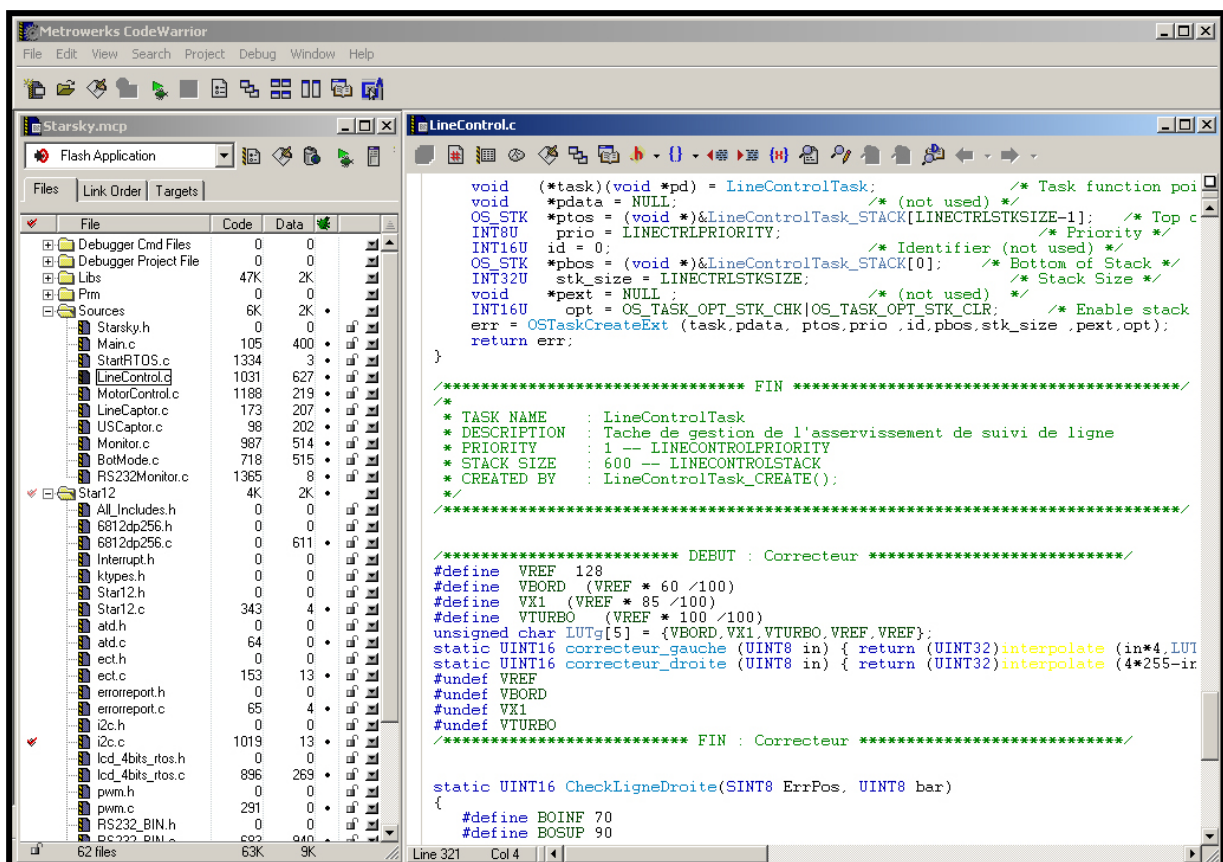 Metrowerks CodeWarrior
File Edit View Search Project Debug Window Help
Starsky.mcp
Flash Application
Files Link Order Targets
File Code Data
Debugger Cmd Files 0 0
Debugger Project File 0 0
Libs 47K 2K
Prm 0 0
Sources 6K 2K •
Starsky.h 0 0
Main.c 105 400 •
StartRTOS.c 1334 3 •
LineControl.c 1031 627 •
MotorControl.c 1188 219 •
LineCaptor.c 173 207 •
USCaptor.c 98 202 •
Monitor.c 987 514 •
BotMode.c 718 515 •
RS232Monitor.c 1365 8 •
Star12 4K 2K •
All_Includes.h 0 0
6812dp256.h 0 0
6812dp256.c 0 611 •
Interrupt.h 0 0
ktypes.h 0 0
Star12.h 0 0
Star12.c 343 4 •
atd.h 0 0
atd.c 64 0 •
ect.h 0 0
ect.c 153 13 •
errorreport.h 0 0
errorreport.c 65 4 •
i2c.h 0 0
i2c.c 1019 13 •
lcd_4bits_rtos.h 0 0
lcd_4bits_rtos.c 896 269 •
pwm.h 0 0
pwm.c 291 0 •
RS232_BIN.h 0 0
62 files 63K 9K
LineControl.c
void (*task)(void *pd) = LineControlTask; /* Task function poi
void *pdata = NULL; /* (not used) */
OS_STK *ptos = (void *)&LineControlTask_STACK[LINECTRLSTKSIZE-1]; /* Top o
INT8U prio = LINECTRLPRIORITY; /* Priority */
INT16U id = 0; /* Identifier (not used) */
OS_STK *pbos = (void *)&LineControlTask_STACK[0]; /* Bottom of Stack */
INT32U stk_size = LINECTRLSTKSIZE; /* Stack Size */
void *pext = NULL ; /* (not used) */
INT16U opt = OS_TASK_OPT_STK_CHK|OS_TASK_OPT_STK_CLR; /* Enable stack
err = OSTaskCreateExt (task,pdata, ptos,prio ,id,pbos,stk_size ,pext,opt);
return err;
}
/******************************** FIN *****************************************/
/*
* TASK NAME : LineControlTask
* DESCRIPTION : Tache de gestion de l'asservissement de suivi de ligne
* PRIORITY : 1 -- LINECONTROLPRIORITY
* STACK SIZE : 600 -- LINECONTROLSTACK
* CREATED BY : LineControlTask_CREATE();
*/
/******************************************************************************/
/************************* DEBUT : Correcteur ***************************/
#define VREF 128
#define VBORD (VREF * 60 /100)
#define VX1 (VREF * 85 /100)
#define VTURBO (VREF * 100 /100)
unsigned char LUTg[5] = {VBORD,VX1,VTURBO,VREF,VREF};
static UINT16 correcteur_gauche (UINT8 in) { return (UINT32)interpolate (in*4,LUT
static UINT16 correcteur_droite (UINT8 in) { return (UINT32)interpolate (4*255-in
#undef VREF
#undef VBORD
#undef VX1
#undef VTURBO
/************************** FIN : Correcteur ****************************/
static UINT16 CheckLigneDroite(SINT8 ErrPos, UINT8 bar)
{
#define BOINF 70
#define BOSUP 90
Line 321 Col 4